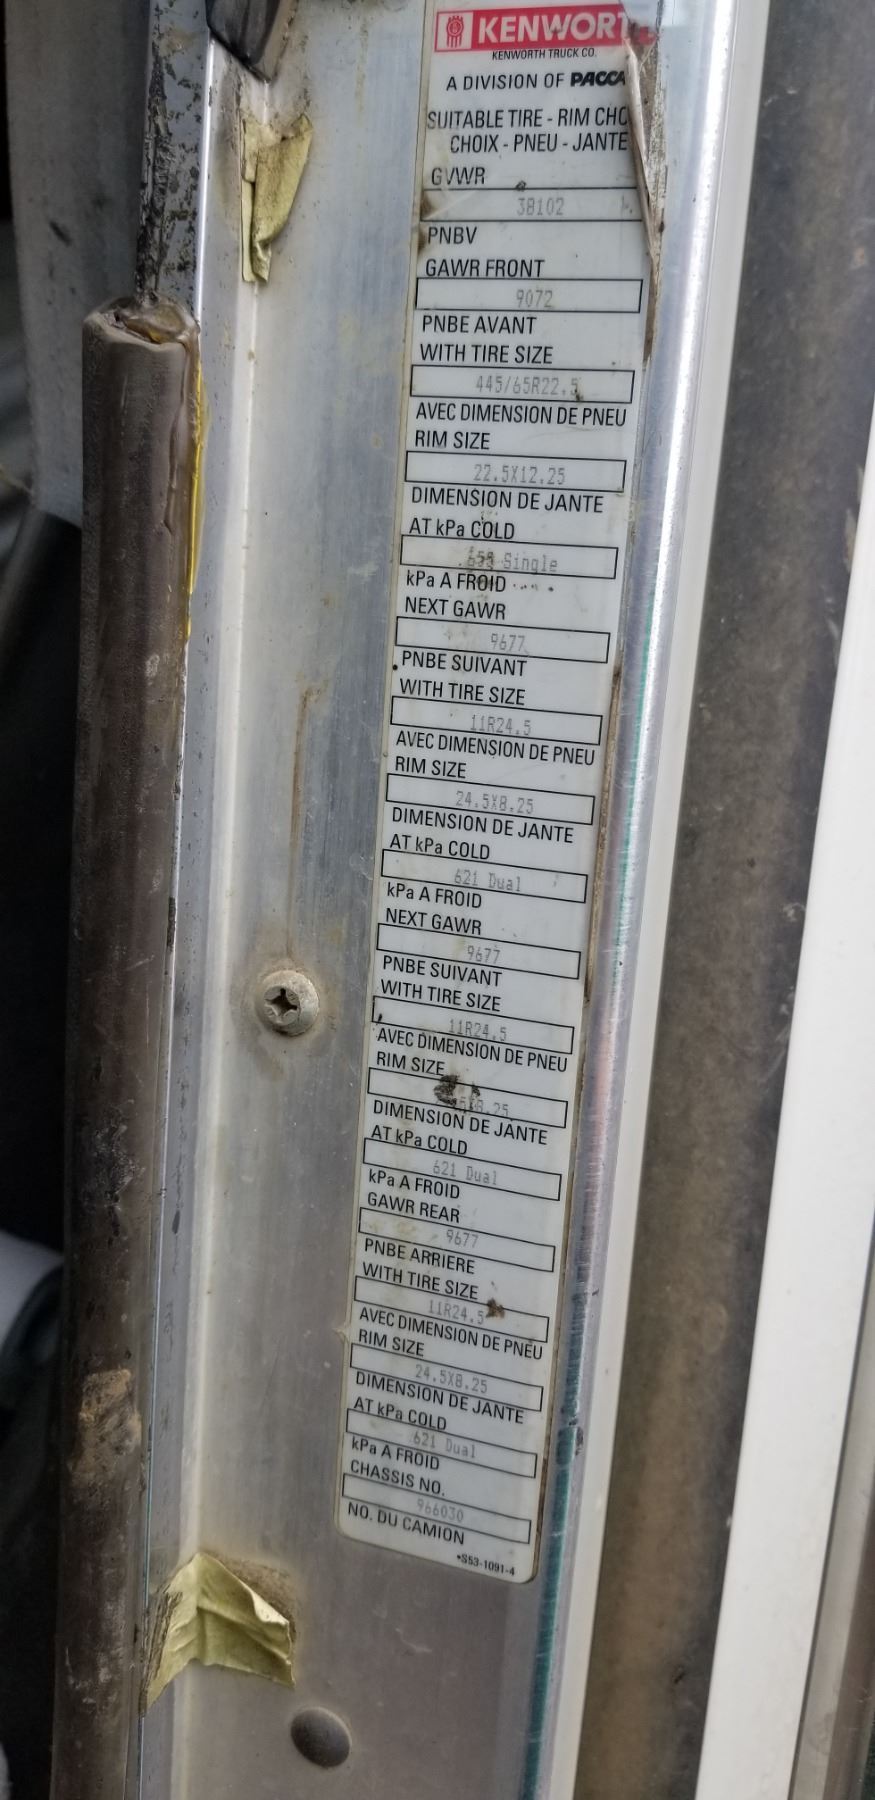 KENWORT
KENWORTH TRUCK CO.
A DIVISION OF PACCA
SUITABLE TIRE - RIM CHO
CHOIX - PNEU - JANTE
GVWR
38102
PNBV
GAWR FRONT
9072
PNBE AVANT
WITH TIRE SIZE
445/65R22.5
AVEC DIMENSION DE PNEU
RIM SIZE
22.5X12.25
DIMENSION DE JANTE
AT kPa COLD
Single
kPa A FROID
NEXT GAWR
9677
PNBE SUIVANT
WITH TIRE SIZE
11R24.5
AVEC DIMENSION DE PNEU
RIM SIZE
24.5X8.25
DIMENSION DE JANTE
AT kPa COLD
621 Dual
kPa A FROID
NEXT GAWR
9677
PNBE SUIVANT
WITH TIRE SIZE
11R24.5
AVEC DIMENSION DE PNEU
RIM SIZE
DIMENSION DE JANTE
AT kPa COLD
621 Dual
kPa A FROID
GAWR REAR
9677
PNBE ARRIERE
WITH TIRE SIZE
11R24.5
AVEC DIMENSION DE PNEU
RIM SIZE
24.5X8.25
DIMENSION DE JANTE
AT kPa COLD
621 Dual
kPa A FROID
CHASSIS NO.
966030
NO. DU CAMION
*S53-1091-4